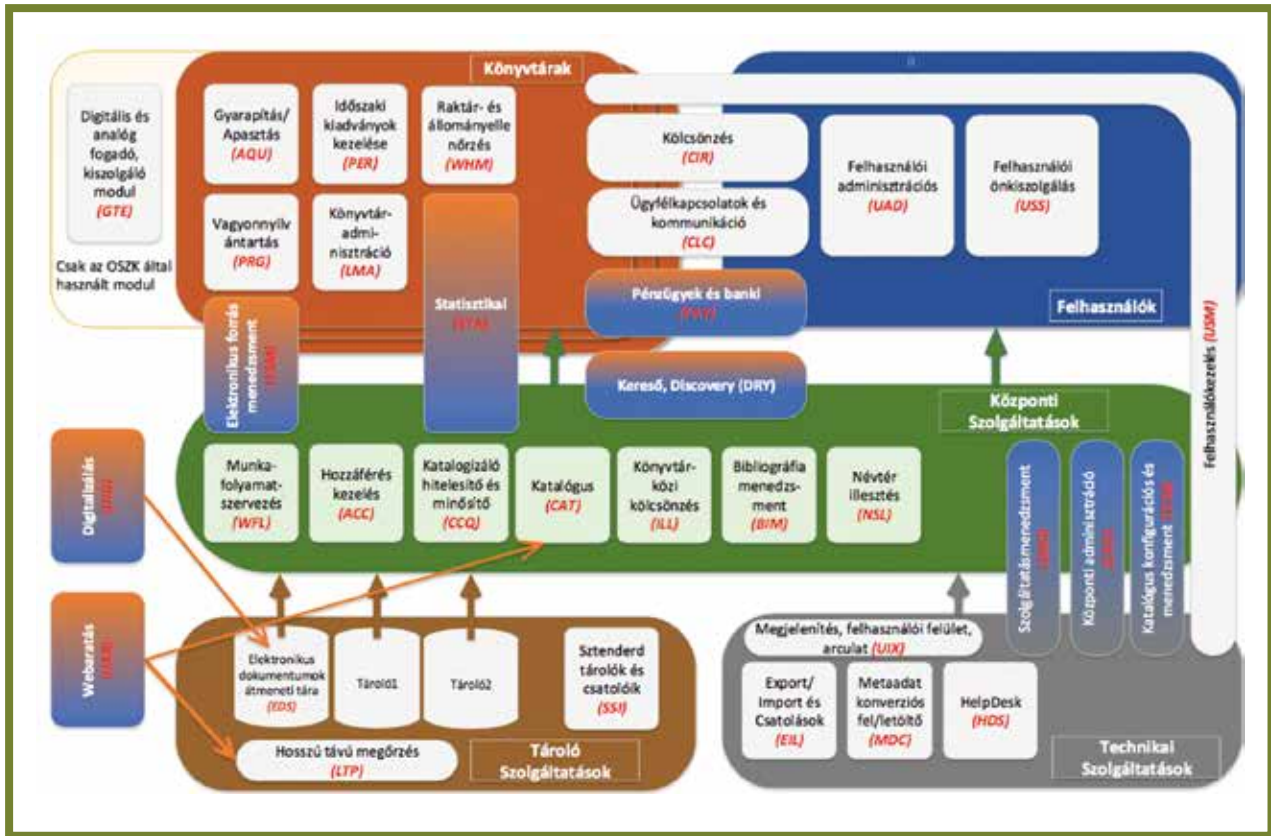 Könyvtárak
Digitális és
analóg
fogadó,
kiszolgáló
modul
(GTE)
Csak az OSZK által
használt modul
Gyarapítás/
Apasztás
(AQU)
Időszaki
kiadványok
kezelése
(PER)
Raktár- és
állományelle
nőrzés
(WHM)
Vagyonnyilv
ántartás
(PRG)
Könyvtár-
admi-
nisztráció
(LMA)
Statisztikai
Elektronikus forrás
menedzsment
Kölcsönzés
(CIR)
Ügyfélkapcsolatok és
kommunikáció
(CLC)
Pénzügyek és banki
(PAY)
Kereső, Discovery (DRY)
Felhasználói
adminisztrációs
(UAD)
Felhasználói
önkiszolgálás
(USS)
Felhasználók
Felhasználókezelés (USM)
Központi
Szolgáltatások
Munka-
folyamat-
szervezés
(WFL)
Hozzáférés
kezelés
(ACC)
Katalogizáló
hitelesítő és
minősítő
(CCQ)
Katalógus
(CAT)
Könyvtár-
közi
kölcsönzés
(ILL)
Bibliográfia
menedzs-
ment
(BIM)
Névtér
illesztés
(NSL)
Szolgáltatásmenedzsment
Központi adminisztráció
Katalógus konfigurációs és
menedzsment
Digitalizálás
Webaratás
Elektronikus
dokumentumok
átmeneti tára
(EDS)
Tároló1
Tároló2
Sztenderd
tárolók és
csatolóik
(SSI)
Hosszú távú megőrzés
(LTP)
Tároló
Szolgáltatások
Megjelenítés, felhasználói felület,
arculat (UIX)
Export/
Import és
Csatolások
(EIL)
Metaadat
konverziós
fel/letöltő
(MDC)
HelpDesk
(HDS)
Technikai
Szolgáltatások